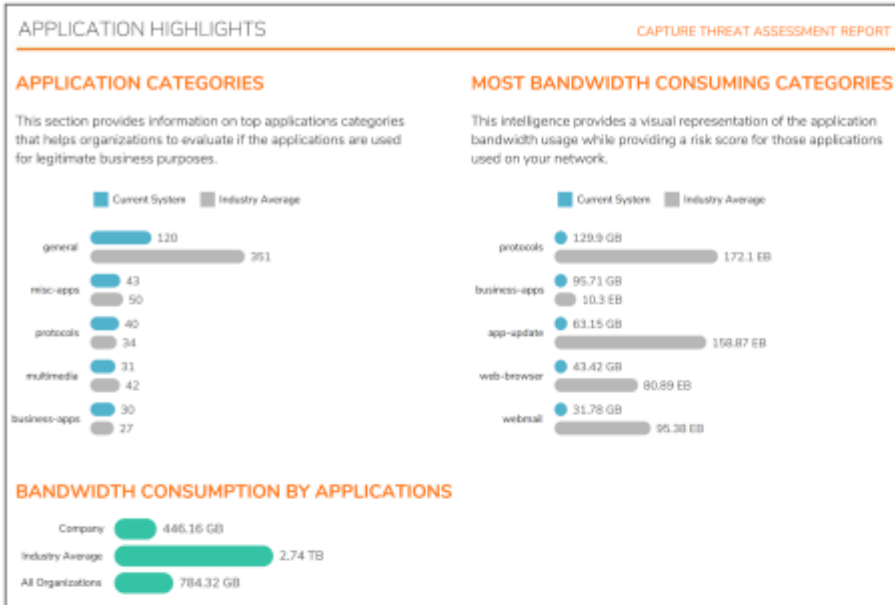 APPLICATION HIGHLIGHTS
CAPTURE THREAT ASSESSMENT REPORT
APPLICATION CATEGORIES
This section provides information on top applications categories
that helps organizations to evaluate if the applications are used
for legitimate business purposes.
Current System Industry Average
general 120
351
misc-apps 43
50
protocols 40
34
multimedia 31
42
business-apps 30
27
MOST BANDWIDTH CONSUMING CATEGORIES
This intelligence provides a visual representation of the application
bandwidth usage while providing a risk score for those applications
used on your network.
Current System Industry Average
protocols 129.9 GB
172.1 EB
business-apps 95.71 GB
10.3 EB
app-update 63.15 GB
158.87 EB
web-browser 43.42 GB
80.89 EB
webmail 31.78 GB
95.38 EB
BANDWIDTH CONSUMPTION BY APPLICATIONS
Company 446.16 GB
Industry Average 2.74 TB
All Organizations 784.32 GB